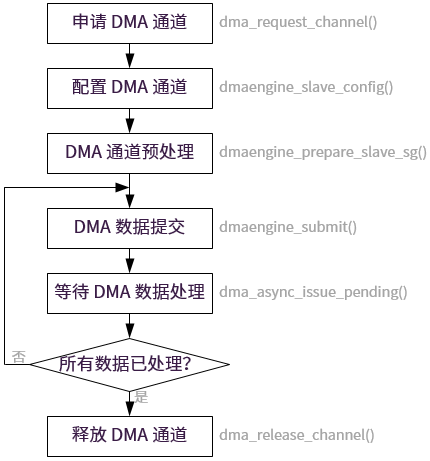 申请 DMA 通道 dma_request_channel()
配置 DMA 通道 dmaengine_slave_config()
DMA 通道预处理 dmaengine_prepare_slave_sg()
DMA 数据提交 dmaengine_submit()
等待 DMA 数据处理 dma_async_issue_pending()
否
所有数据已处理？
是
释放 DMA 通道 dma_release_channel()